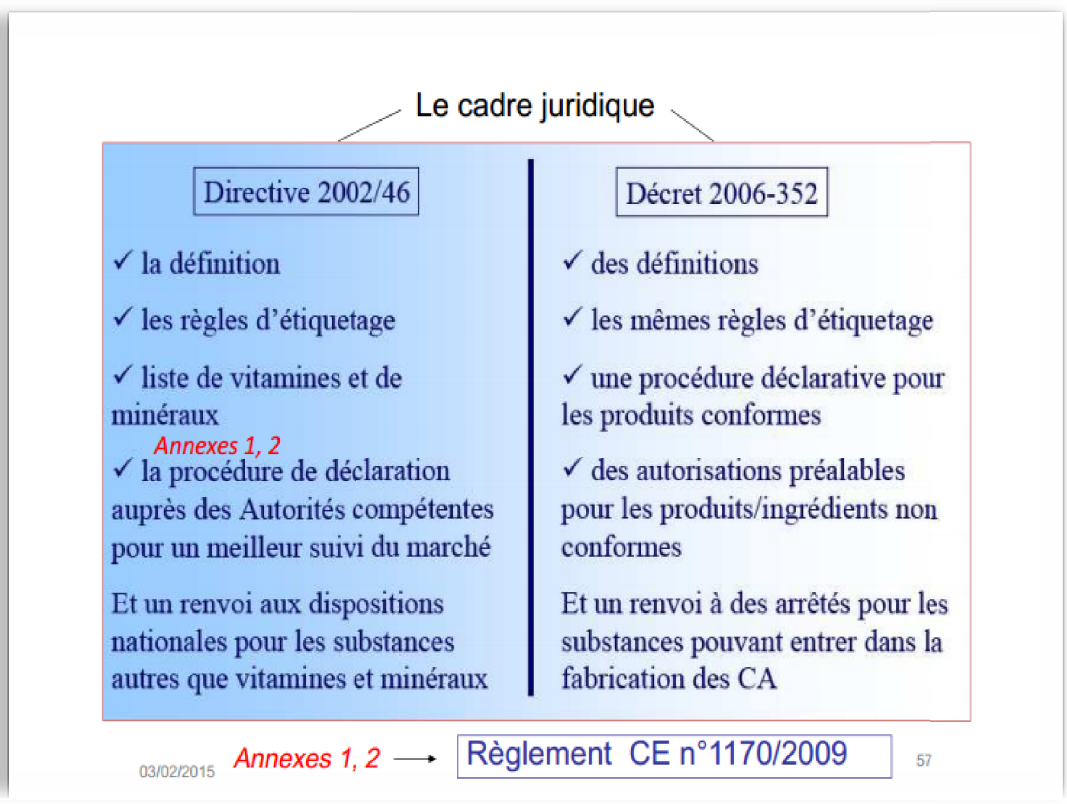 Le cadre juridique
Directive 2002/46
✓ la définition
✓ les règles d'étiquetage
✓ liste de vitamines et de
minéraux
Annexes 1, 2
✓ la procédure de déclaration
auprès des Autorités compétentes
pour un meilleur suivi du marché
Et un renvoi aux dispositions
nationales pour les substances
autres que vitamines et minéraux
Décret 2006-352
✓ des définitions
✓ les mêmes règles d'étiquetage
✓ une procédure déclarative pour
les produits conformes
✓ des autorisations préalables
pour les produits/ingrédients non
conformes
Et un renvoi à des arrêtés pour les
substances pouvant entrer dans la
fabrication des CA
03/02/2015
Annexes 1, 2
Règlement CE n°1170/2009
57